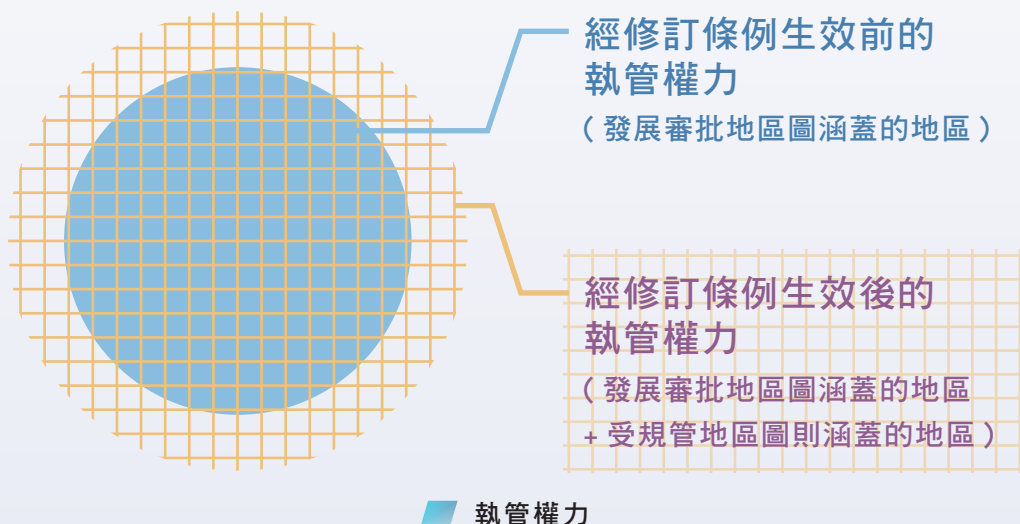 經修訂條例生效前的
執管權力
（發展審批地區圖涵蓋的地區）
經修訂條例生效後的
執管權力
（發展審批地區圖涵蓋的地區
+ 受規管地區圖則涵蓋的地區）
執管權力